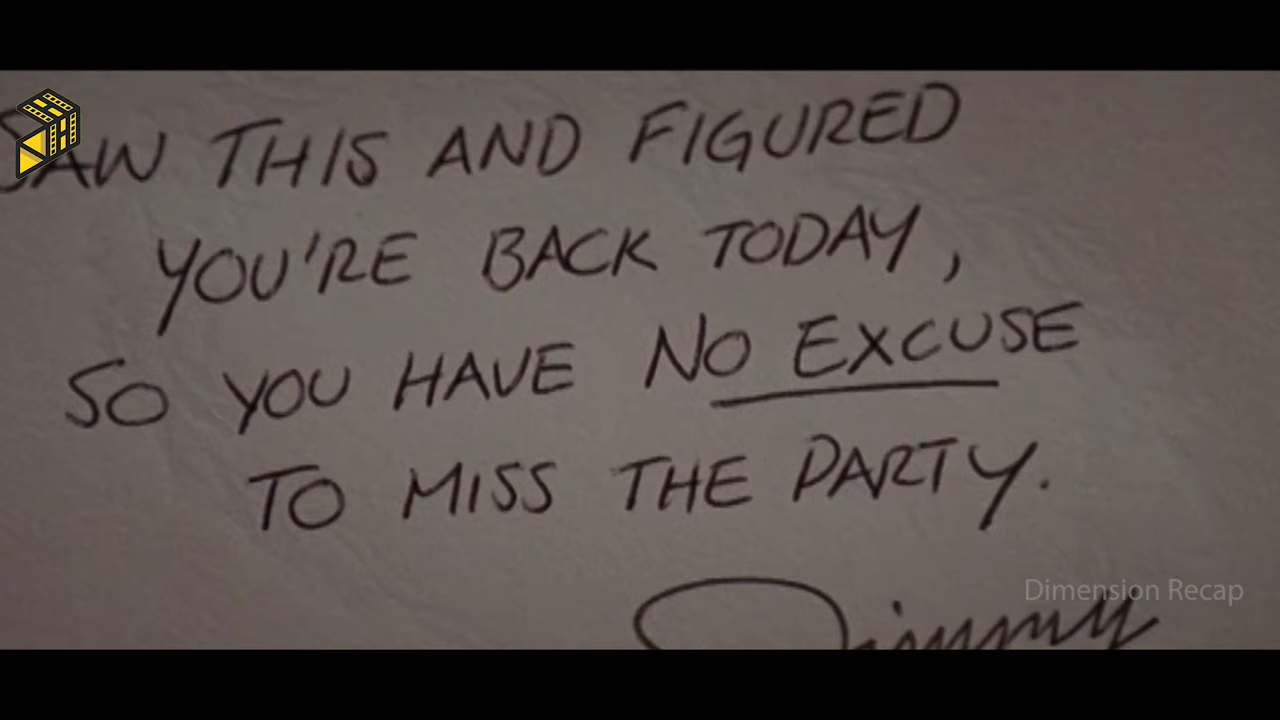 SAW THIS AND FIGURED
YOU'RE BACK TODAY,
SO YOU HAVE NO EXCUSE
TO MISS THE PARTY.
Jimmy
Dimension Recap